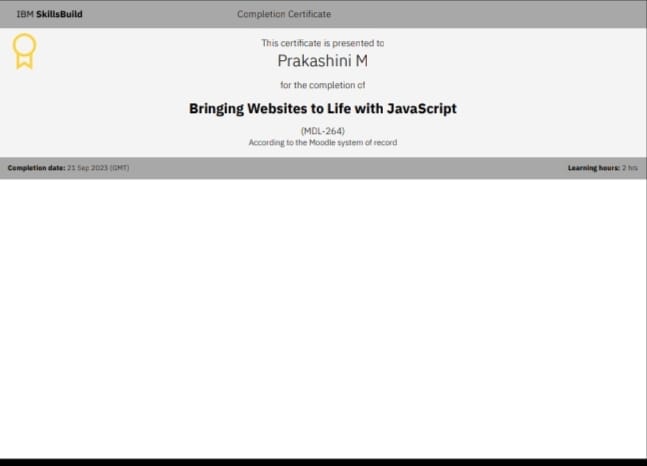 IBM SkillsBuild
Completion Certificate
This certificate is presented to
Prakashini M
for the completion of
Bringing Websites to Life with JavaScript
(MDL-264)
According to the Moodle system of record
Completion date: 21 Sep 2023 (GMT)
Learning hours: 2 hrs